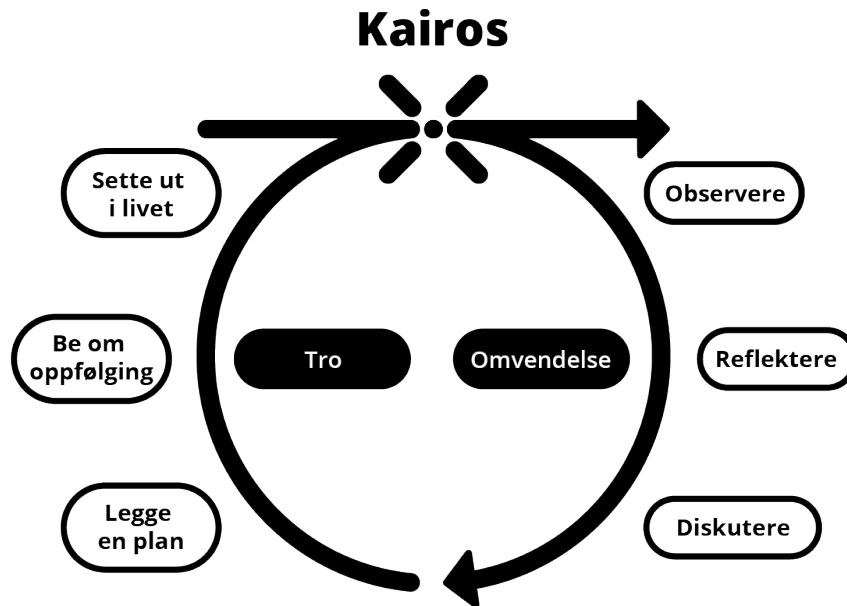 Kairos
Sette ut
i livet
Observere
Be om
oppfølging
Tro
Omvendelse
Reflektere
Legge
en plan
Diskutere